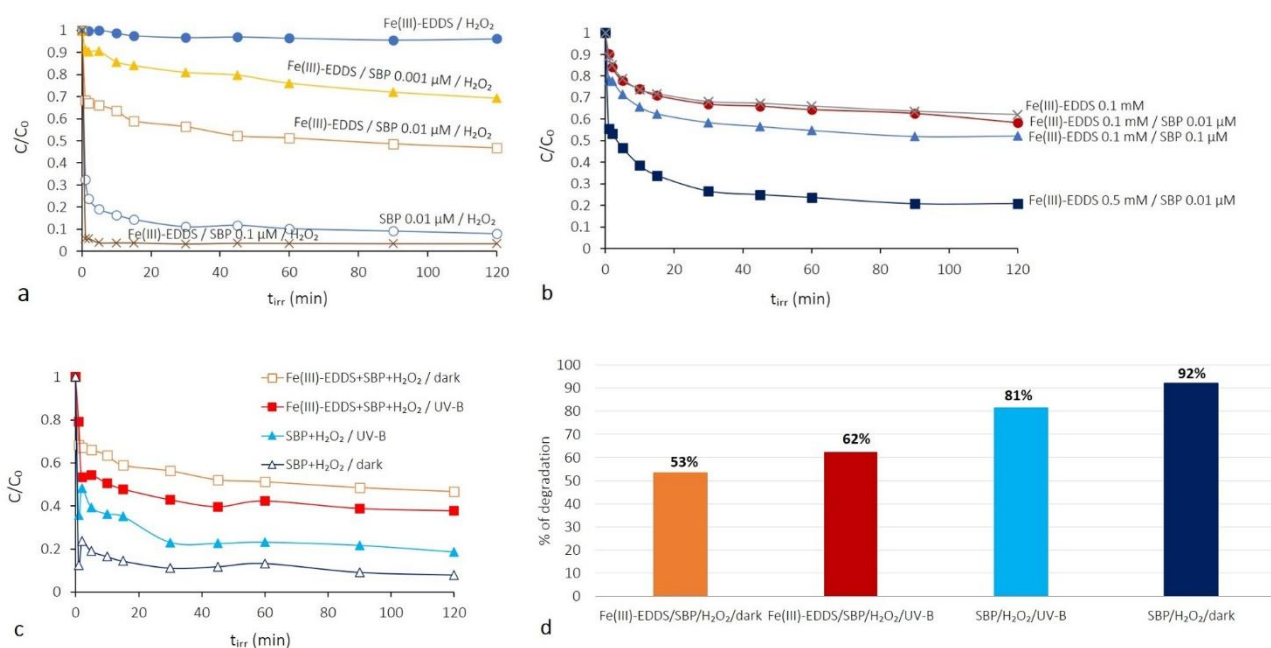 Fe(III)-EDDS / H₂O₂
Fe(III)-EDDS / SBP 0.001 µM / H₂O₂
Fe(III)-EDDS / SBP 0.01 µM / H₂O₂
SBP 0.01 µM / H₂O₂
Fe(III)-EDDS / SBP 0.1 µM / H₂O₂
C/C₀
1
0.9
0.8
0.7
0.6
0.5
0.4
0.3
0.2
0.1
0
0 20 40 60 80 100 120
tirr (min)
a
Fe(III)-EDDS 0.1 mM
Fe(III)-EDDS 0.1 mM / SBP 0.01 µM
Fe(III)-EDDS 0.1 mM / SBP 0.1 µM
Fe(III)-EDDS 0.5 mM / SBP 0.01 µM
C/C₀
1
0.9
0.8
0.7
0.6
0.5
0.4
0.3
0.2
0.1
0
0 20 40 60 80 100 120
tirr (min)
b
Fe(III)-EDDS+SBP+H₂O₂ / dark
Fe(III)-EDDS+SBP+H₂O₂ / UV-B
SBP+H₂O₂ / UV-B
SBP+H₂O₂ / dark
C/C₀
1
0.8
0.6
0.4
0.2
0
0 20 40 60 80 100 120
tirr (min)
c
% of degradation
100
90
80
70
60
50
40
30
20
10
0
53%
62%
81%
92%
Fe(III)-EDDS/SBP/H₂O₂/dark Fe(III)-EDDS/SBP/H₂O₂/UV-B SBP/H₂O₂/UV-B SBP/H₂O₂/dark
d